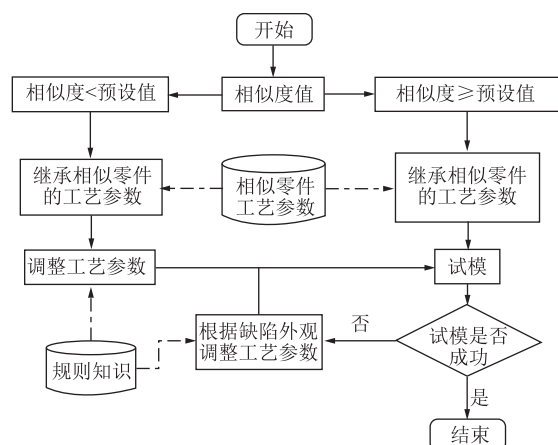 开始
相似度<预设值
相似度值
相似度≥预设值
继承相似零件
的工艺参数
相似零件
工艺参数
继承相似零件
的工艺参数
调整工艺参数
试模
规则知识
根据缺陷外观
调整工艺参数
否
试模是否
成功
是
结束